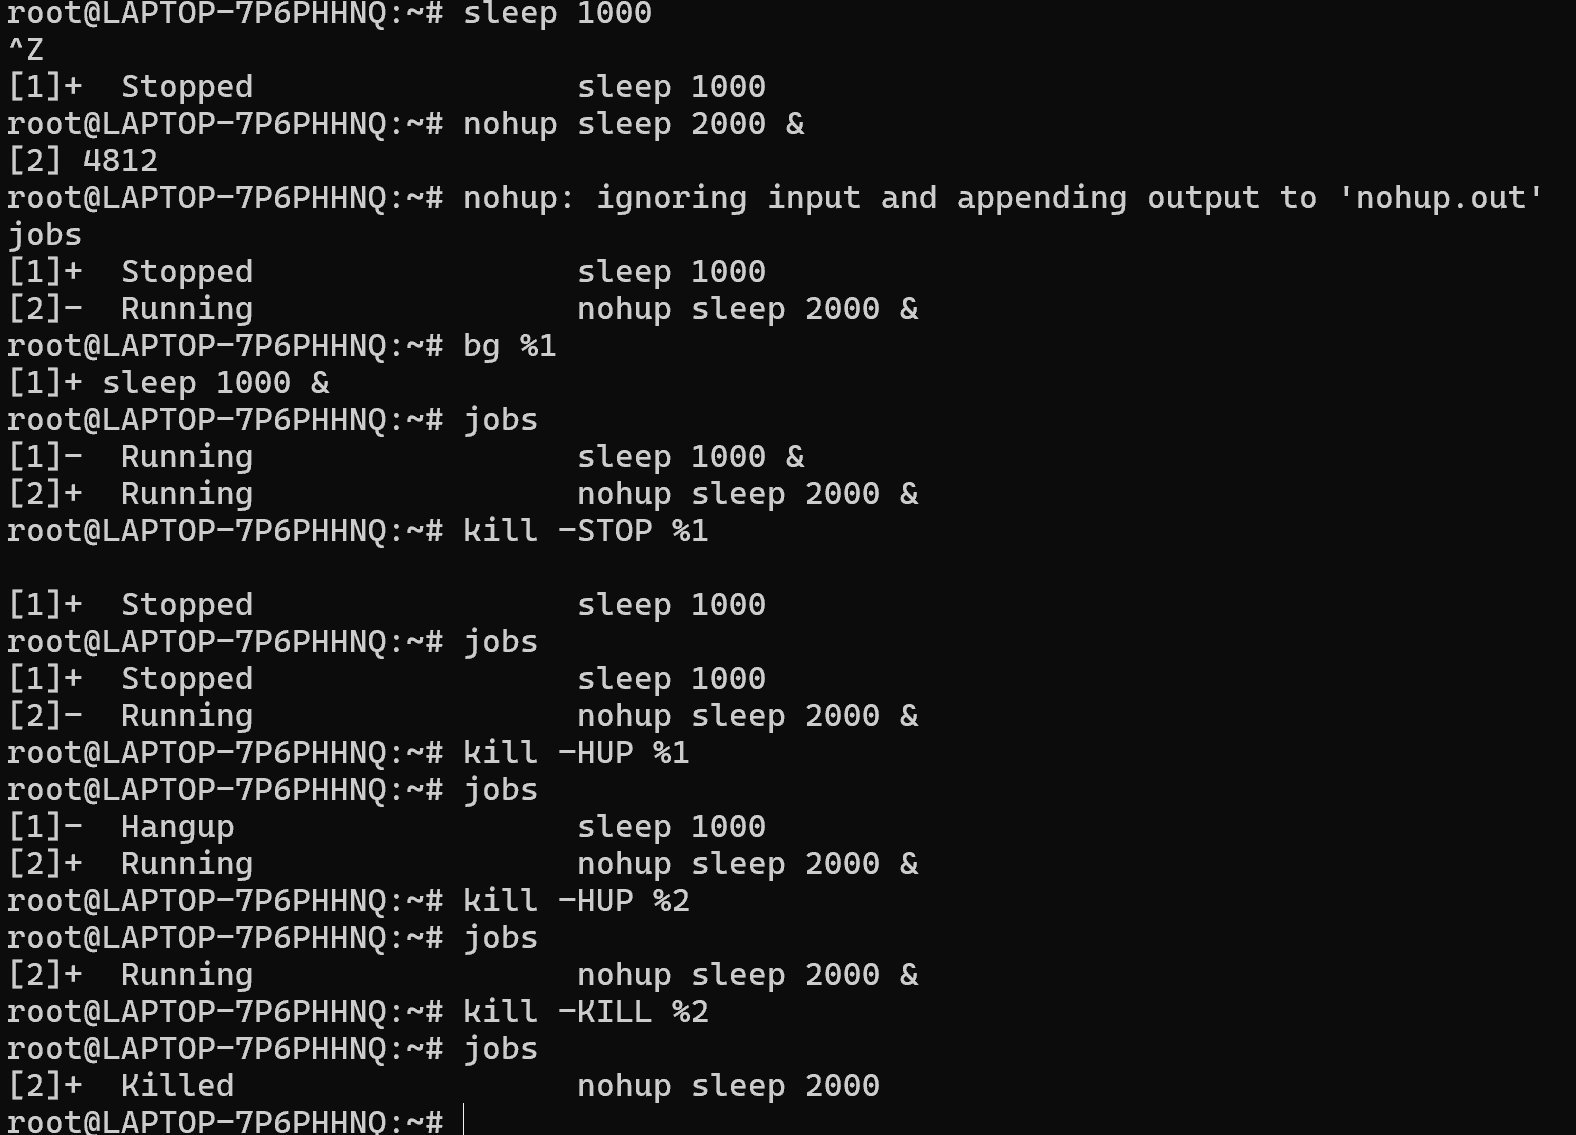 root@LAPTOP-7P6PHHNQ:~# sleep 1000
^Z
[1]+  Stopped                 sleep 1000
root@LAPTOP-7P6PHHNQ:~# nohup sleep 2000 &
[2] 4812
root@LAPTOP-7P6PHHNQ:~# nohup: ignoring input and appending output to 'nohup.out'
jobs
[1]+  Stopped                 sleep 1000
[2]-  Running                 nohup sleep 2000 &
root@LAPTOP-7P6PHHNQ:~# bg %1
[1]+ sleep 1000 &
root@LAPTOP-7P6PHHNQ:~# jobs
[1]-  Running                 sleep 1000 &
[2]+  Running                 nohup sleep 2000 &
root@LAPTOP-7P6PHHNQ:~# kill -STOP %1

[1]+  Stopped                 sleep 1000
root@LAPTOP-7P6PHHNQ:~# jobs
[1]+  Stopped                 sleep 1000
[2]-  Running                 nohup sleep 2000 &
root@LAPTOP-7P6PHHNQ:~# kill -HUP %1
root@LAPTOP-7P6PHHNQ:~# jobs
[1]-  Hangup                  sleep 1000
[2]+  Running                 nohup sleep 2000 &
root@LAPTOP-7P6PHHNQ:~# kill -HUP %2
root@LAPTOP-7P6PHHNQ:~# jobs
[2]+  Running                 nohup sleep 2000 &
root@LAPTOP-7P6PHHNQ:~# kill -KILL %2
root@LAPTOP-7P6PHHNQ:~# jobs
[2]+  Killed                  nohup sleep 2000
root@LAPTOP-7P6PHHNQ:~#